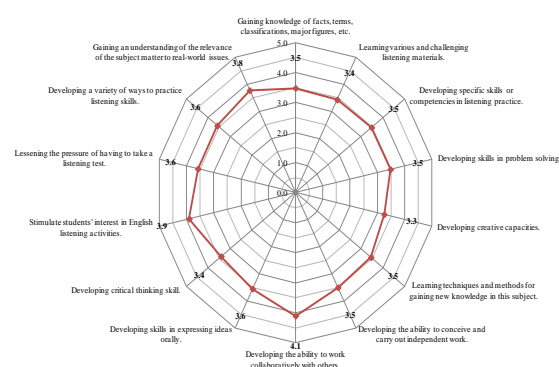 Gaining knowledge of facts, terms,
classifications, major figures, etc.
Gaining an understanding of the relevance
of the subject matter to real-world issues.
Learning various and challenging
listening materials.
5.0
3.8
3.5
3.4
4.0
Developing a variety of ways to practice
listening skills.
Developing specific skills or
competencies in listening practice.
3.6
3.5
3.0
2.0
Lessening the pressure of having to take a
listening test.
3.6
1.0
3.5
Developing skills in problem solving
0.0
Stimulate students' interest in English
listening activities.
3.9
3.3
Developing creative capacities.
3.4
3.5
Developing critical thinking skill.
Learning techniques and methods for
gaining new knowledge in this subject.
3.6
3.5
Developing skills in expressing ideas
orally.
Developing the ability to conceive and
carry out independent work.
4.1
Developing the ability to work
collaboratively with others